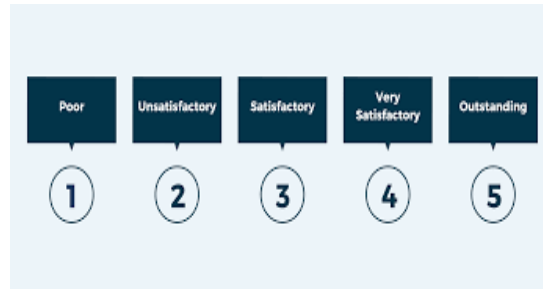 Poor
Unsatisfactory
Satisfactory
Very
Satisfactory
Outstanding
1
2
3
4
5